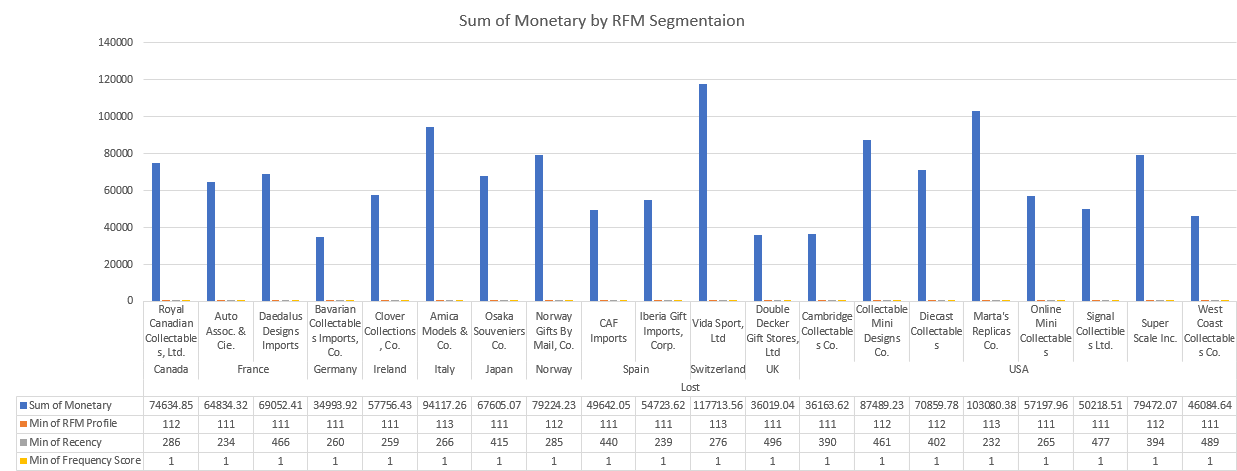 Sum of Monetary by RFM Segmentaion
140000
120000
100000
80000
60000
40000
20000
0
Royal Canadian Collectable s, Ltd. Auto Assoc. & Cie. Daedalus Designs Imports Bavarian Collectable s Imports, Co. Clover Collections , Co. Amica Models & Co. Osaka Souveniers Co. Norway Gifts By Mail, Co. CAF Imports Iberia Gift Imports, Corp. Vida Sport, Ltd Double Decker Gift Stores, Ltd Cambridge Collectable s Co. Collectable Mini Designs Co. Diecast Collectable s Marta's Replicas Co. Online Mini Collectable s Signal Collectible s Ltd. Super Scale Inc. West Coast Collectable s Co.
Canada France Germany Ireland Italy Japan Norway Spain Switzerland UK USA
Lost
Sum of Monetary 74634.85 64834.32 69052.41 34993.92 57756.43 94117.26 67605.07 79224.23 49642.05 54723.62 117713.56 36019.04 36163.62 87489.23 70859.78 103080.38 57197.96 50218.51 79472.07 46084.64
Min of RFM Profile 112 111 111 111 111 113 111 112 111 111 113 111 111 112 111 113 111 111 112 111
Min of Recency 286 234 466 260 259 266 415 285 440 239 276 496 390 461 402 232 265 477 394 489
Min of Frequency Score 1 1 1 1 1 1 1 1 1 1 1 1 1 1 1 1 1 1 1 1